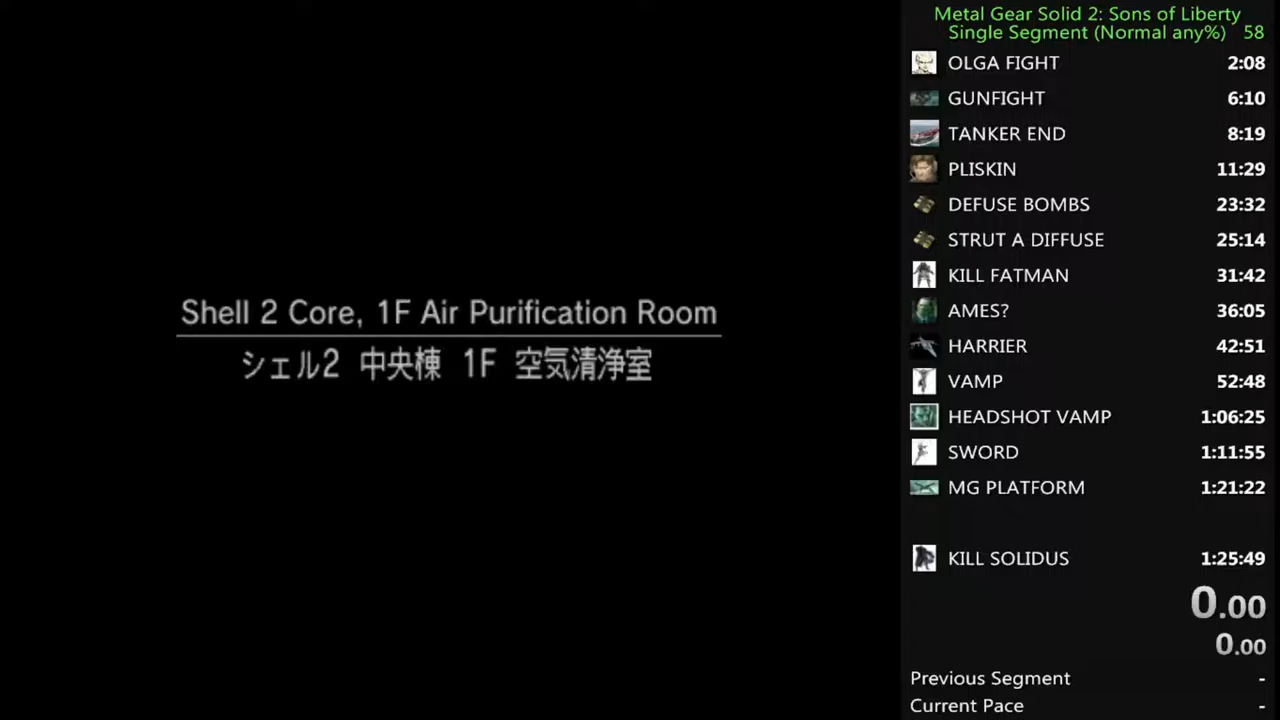 Shell 2 Core, 1F Air Purification Room
シェル2 中央棟 1F 空気清浄室
Metal Gear Solid 2: Sons of Liberty
Single Segment (Normal any%) 58
OLGA FIGHT 2:08
GUNFIGHT 6:10
TANKER END 8:19
PLISKIN 11:29
DEFUSE BOMBS 23:32
STRUT A DIFFUSE 25:14
KILL FATMAN 31:42
AMES? 36:05
HARRIER 42:51
VAMP 52:48
HEADSHOT VAMP 1:06:25
SWORD 1:11:55
MG PLATFORM 1:21:22
KILL SOLIDUS 1:25:49
0.00
0.00
Previous Segment -
Current Pace -